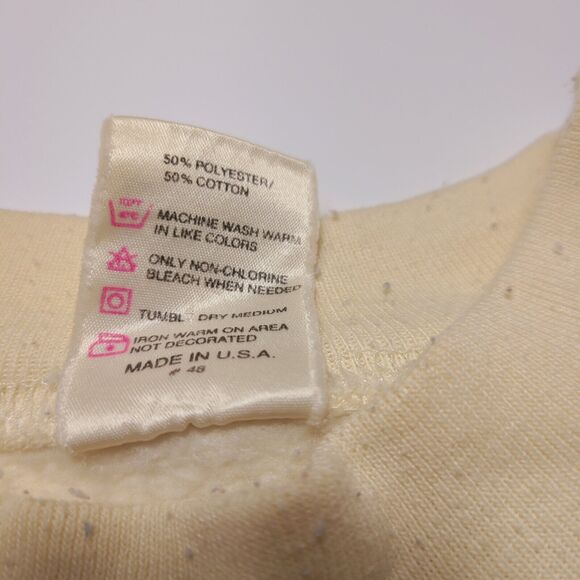 50% POLYESTER/
50% COTTON
MACHINE WASH WARM
IN LIKE COLORS
ONLY NON-CHLORINE
BLEACH WHEN NEEDED
TUMBLE DRY MEDIUM
IRON WARM ON AREA
NOT DECORATED
MADE IN U.S.A.
# 48